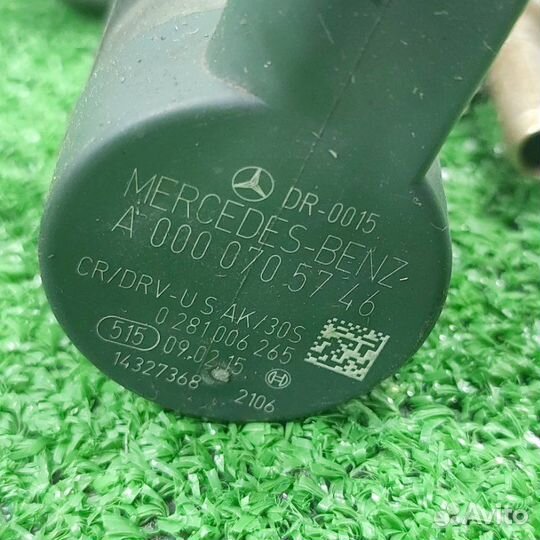 DR-0015
MERCEDES-BENZ
A 000 070 57 46
CR/DRV-U S AK/30S
0 281 006 265
515 09.02.15
14327368 2106
Avito